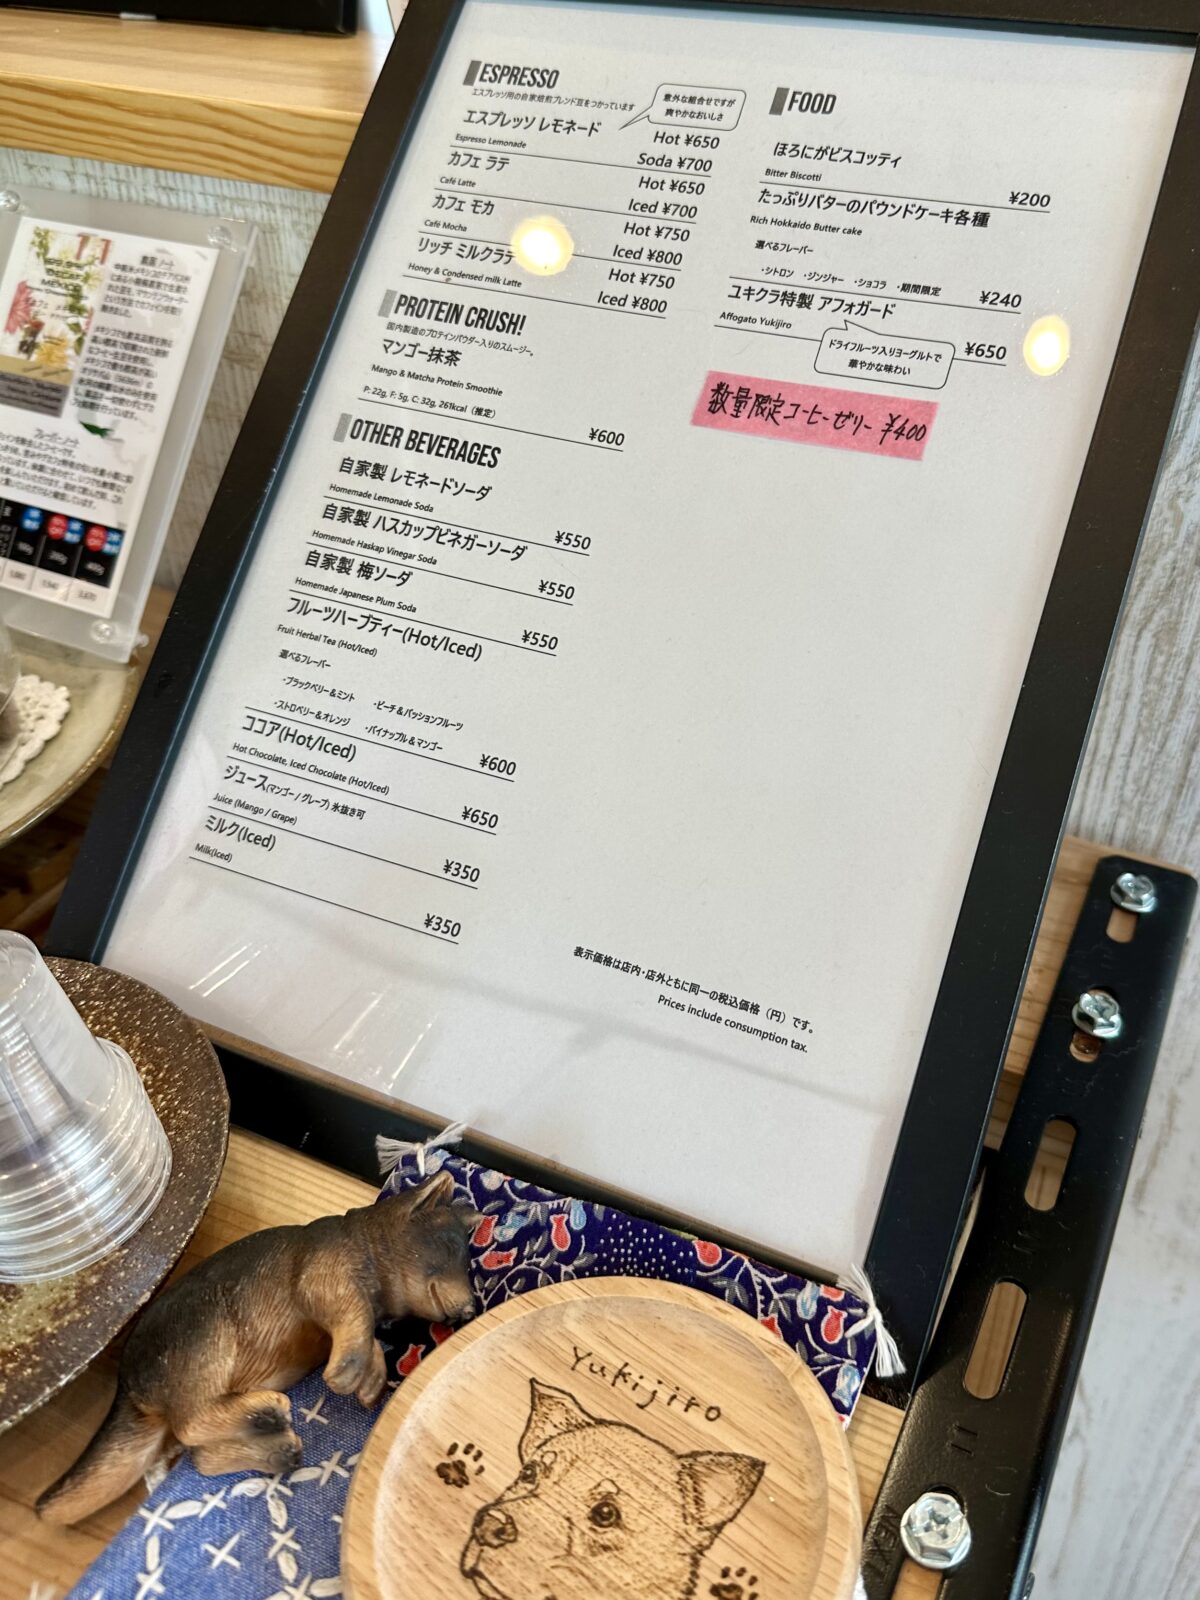 ESPRESSO
エスプレッソ用の自家焙煎ブレンド豆をつかっています
意外な組合せですが
爽やかなおいしさ
エスプレッソ レモネード
Espresso Lemonade
Hot ¥650
Soda ¥700
カフェ ラテ
Café Latte
Hot ¥650
Iced ¥700
カフェ モカ
Café Mocha
Hot ¥750
Iced ¥800
リッチ ミルクラテ
Honey & Condensed milk Latte
Hot ¥750
Iced ¥800
PROTEIN CRUSH!
国内製造のプロテインパウダー入りのスムージー。
マンゴー抹茶
Mango & Matcha Protein Smoothie
P: 22g, F: 5g, C: 32g, 261kcal（推定）
¥600
OTHER BEVERAGES
自家製 レモネードソーダ
Homemade Lemonade Soda
¥550
自家製 ハスカップビネガーソーダ
Homemade Haskap Vinegar Soda
¥550
自家製 梅ソーダ
Homemade Japanese Plum Soda
¥550
フルーツハーブティー(Hot/Iced)
Fruit Herbal Tea (Hot/Iced)
選べるフレーバー
・ブラックベリー＆ミント ・ピーチ＆パッションフルーツ
・ストロベリー＆オレンジ ・パイナップル＆マンゴー
¥600
ココア(Hot/Iced)
Hot Chocolate, Iced Chocolate (Hot/Iced)
¥650
ジュース(マンゴー / グレープ) 氷抜き可
Juice (Mango / Grape)
¥350
ミルク(Iced)
Milk(Iced)
¥350
FOOD
ほろにがビスコッティ
Bitter Biscotti
¥200
たっぷりバターのパウンドケーキ各種
Rich Hokkaido Butter cake
選べるフレーバー
・シトロン ・ジンジャー ・ショコラ ・期間限定
¥240
ユキクラ特製 アフォガード
Affogato Yukijiro
¥650
ドライフルーツ入りヨーグルトで
華やかな味わい
数量限定コーヒーゼリー ¥400
表示価格は店内・店外ともに同一の税込価格（円）です。
Prices include consumption tax.
Yukijiro